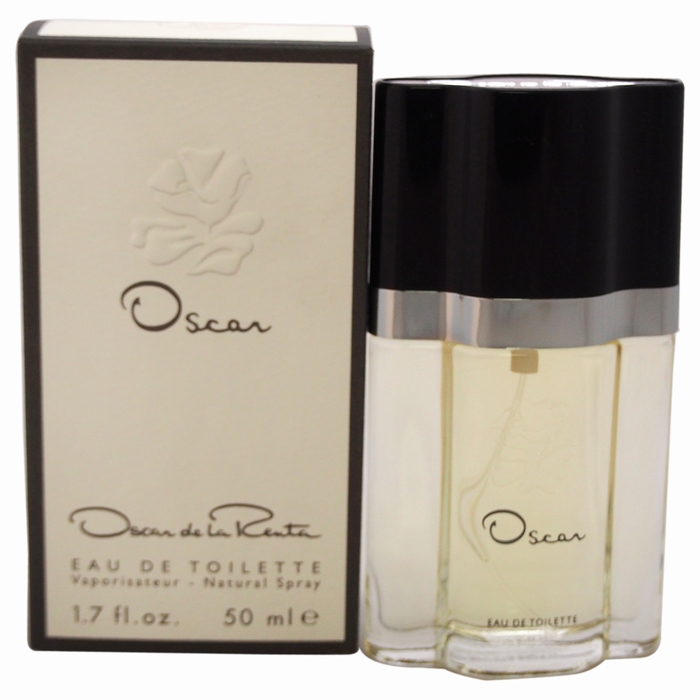 Oscar
Oscar de la Renta
EAU DE TOILETTE
Vaporisateur - Natural Spray
1.7 fl.oz. 50 ml e
Oscar
EAU DE TOILETTE